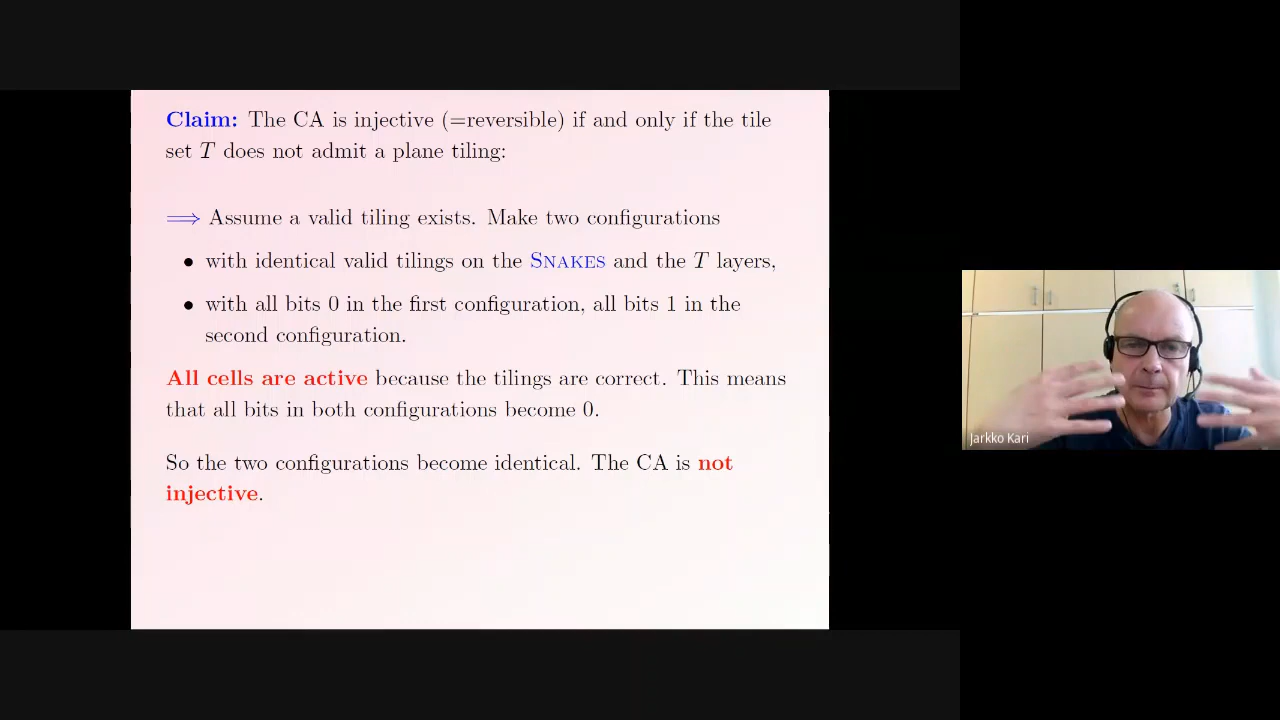 Claim: The CA is injective (=reversible) if and only if the tile
set T does not admit a plane tiling:
⟹ Assume a valid tiling exists. Make two configurations
• with identical valid tilings on the SNAKES and the T layers,
• with all bits 0 in the first configuration, all bits 1 in the
second configuration.
All cells are active because the tilings are correct. This means
that all bits in both configurations become 0.
So the two configurations become identical. The CA is not
injective.
Jarkko Kari